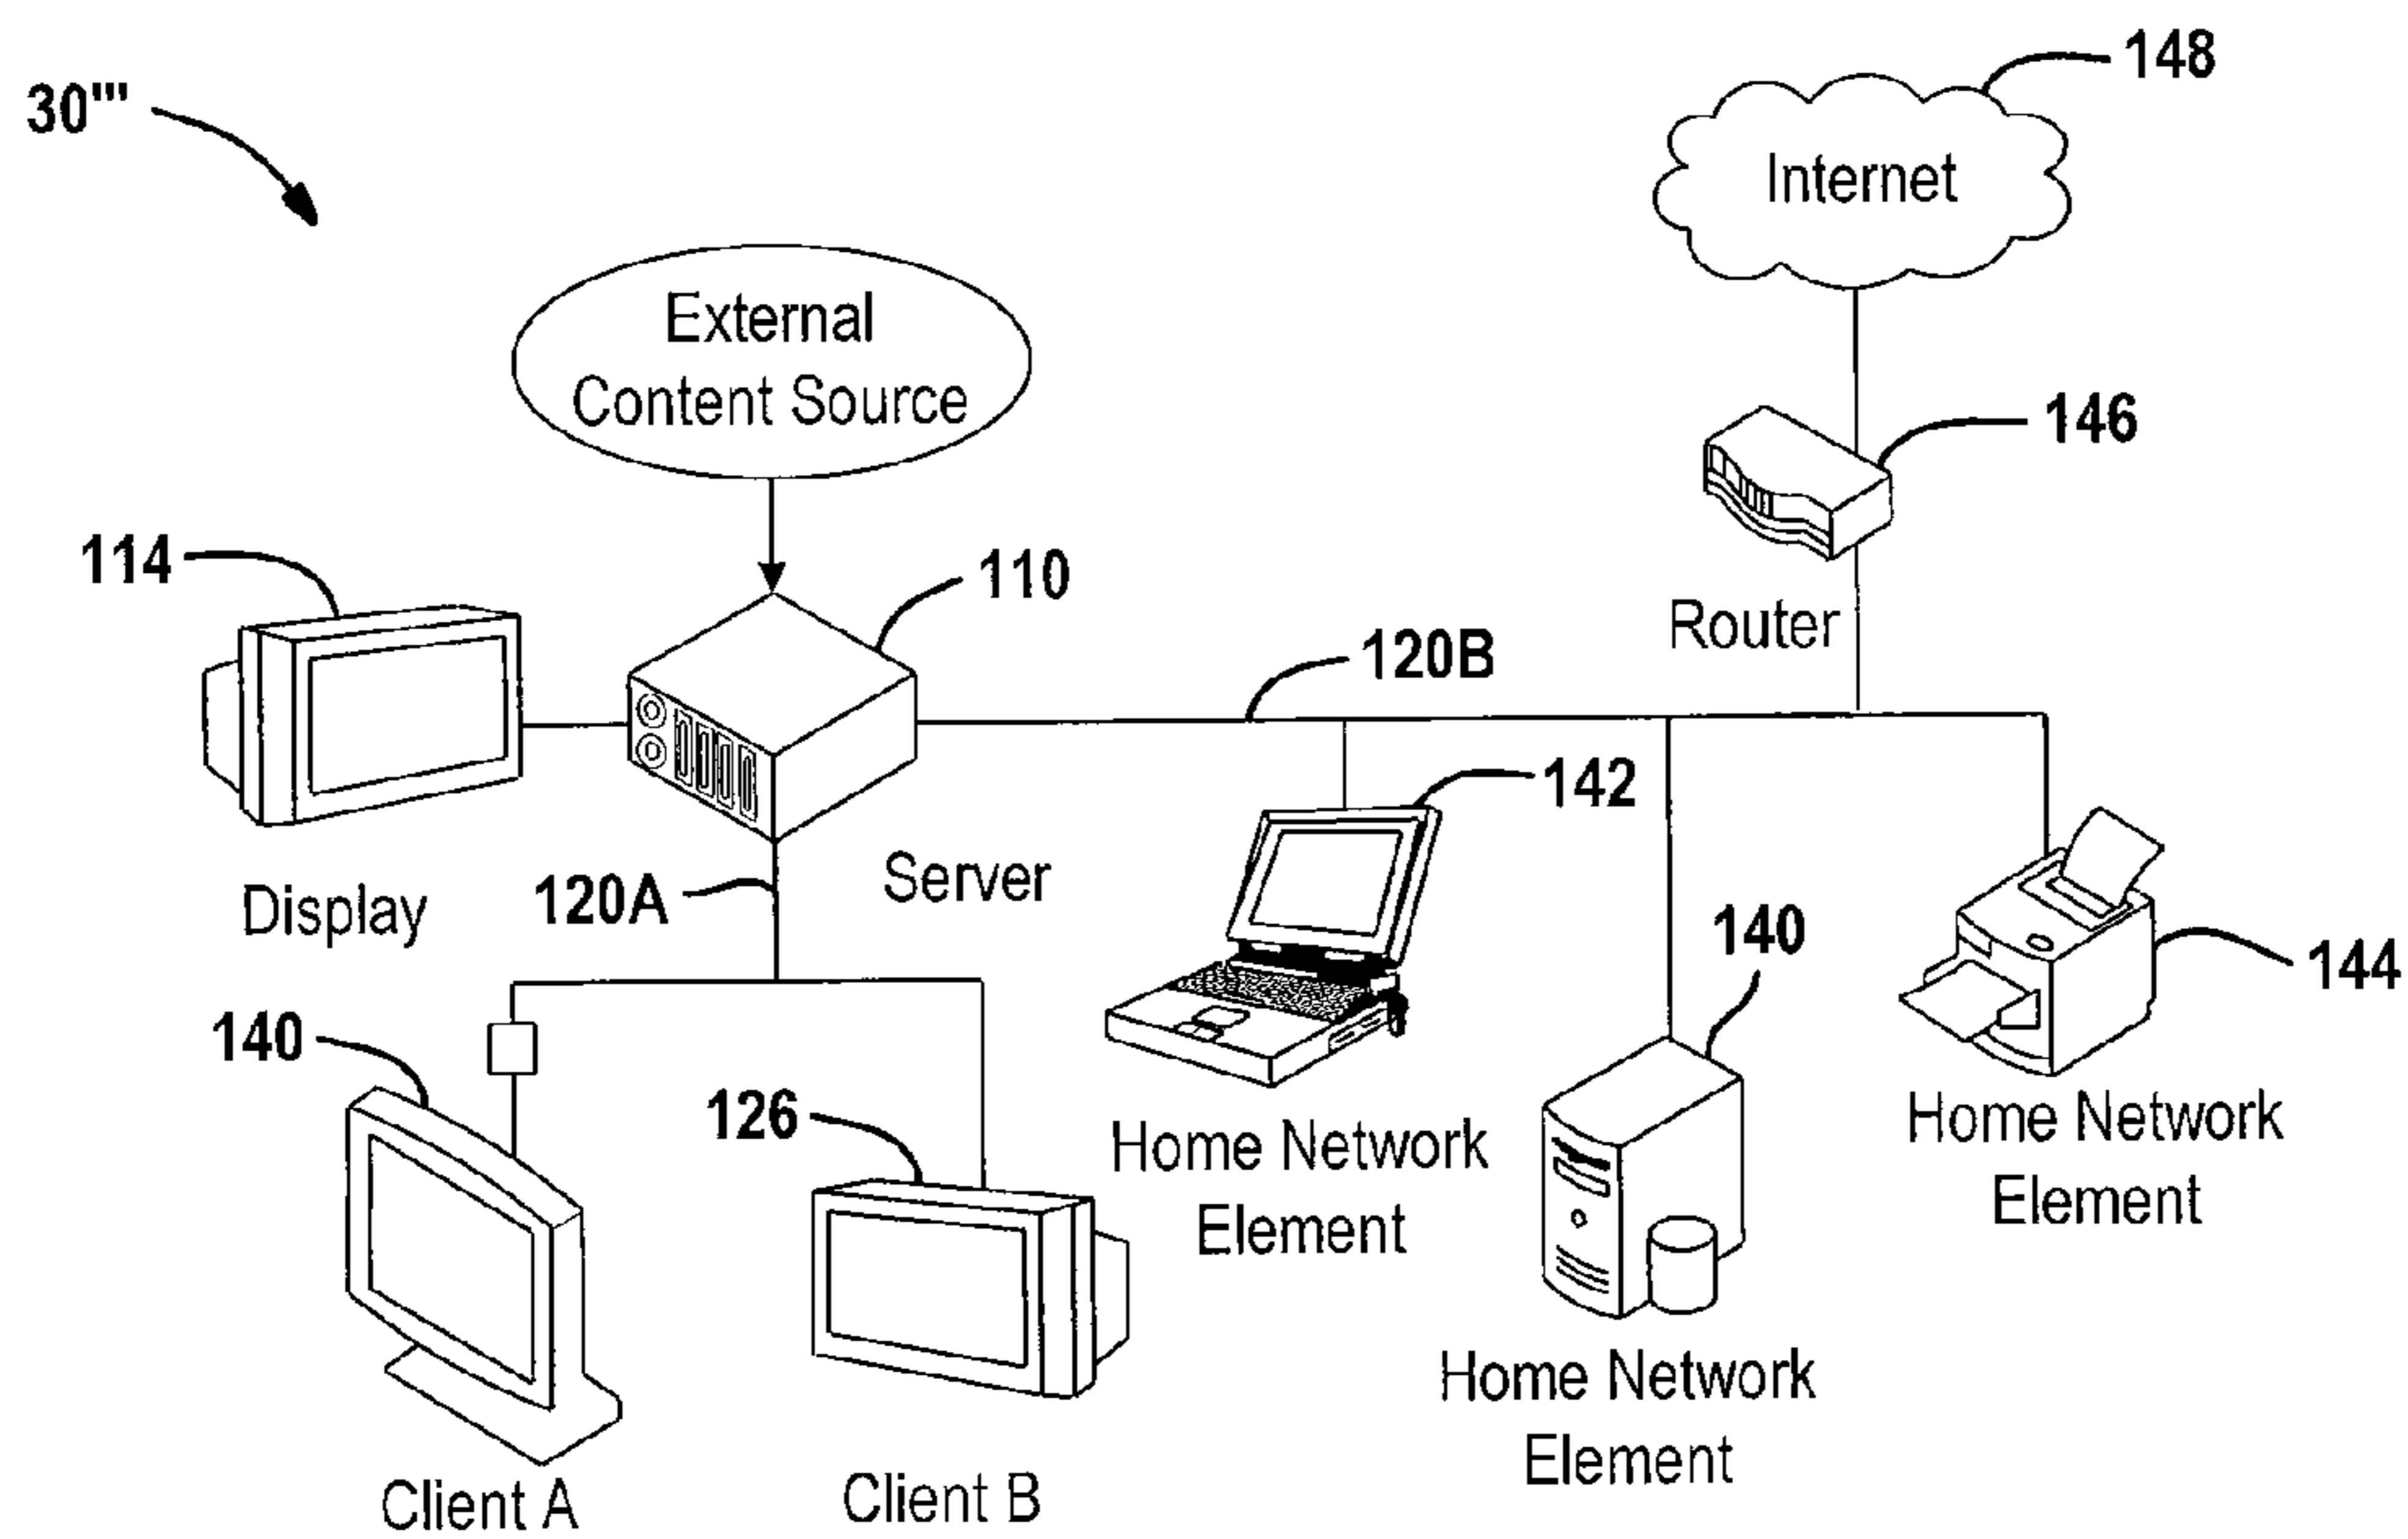 30'''
148
Internet
External
Content Source
146
114
110
Router
120B
142
Display
120A
Server
140
144
140
126
Home Network
Element
Home Network
Element
Home Network
Element
Client A
Client B